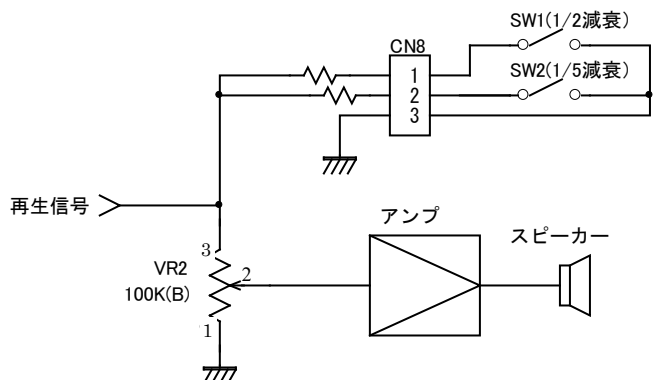 SW1(1/2減衰)
CN8
1
SW2(1/5減衰)
2
3
再生信号
アンプ
スピーカー
3
VR2
2
100K(B)
1